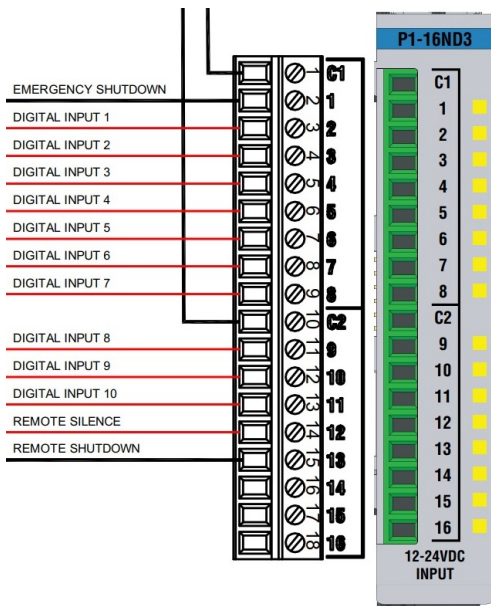 P1-16ND3
1 C1
EMERGENCY SHUTDOWN 2 1
DIGITAL INPUT 1 3 2
DIGITAL INPUT 2 4 3
DIGITAL INPUT 3 5 4
DIGITAL INPUT 4 6 5
DIGITAL INPUT 5 7 6
DIGITAL INPUT 6 8 7
DIGITAL INPUT 7 9 8
10 C2
DIGITAL INPUT 8 11 9
DIGITAL INPUT 9 12 10
DIGITAL INPUT 10 13 11
REMOTE SILENCE 14 12
REMOTE SHUTDOWN 15 13
16 14
17 15
18 16
C1
1
2
3
4
5
6
7
8
C2
9
10
11
12
13
14
15
16
12-24VDC
INPUT